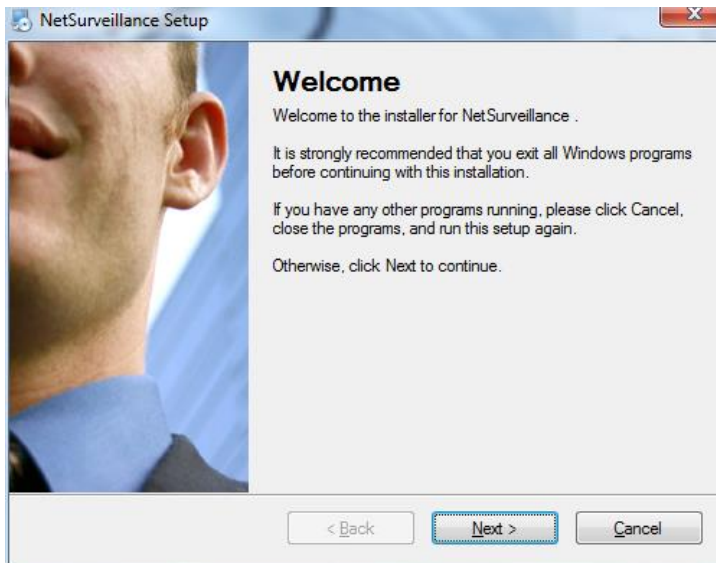 NetSurveillance Setup
Welcome
Welcome to the installer for NetSurveillance .
It is strongly recommended that you exit all Windows programs
before continuing with this installation.
If you have any other programs running, please click Cancel,
close the programs, and run this setup again.
Otherwise, click Next to continue.
< Back
Next >
Cancel